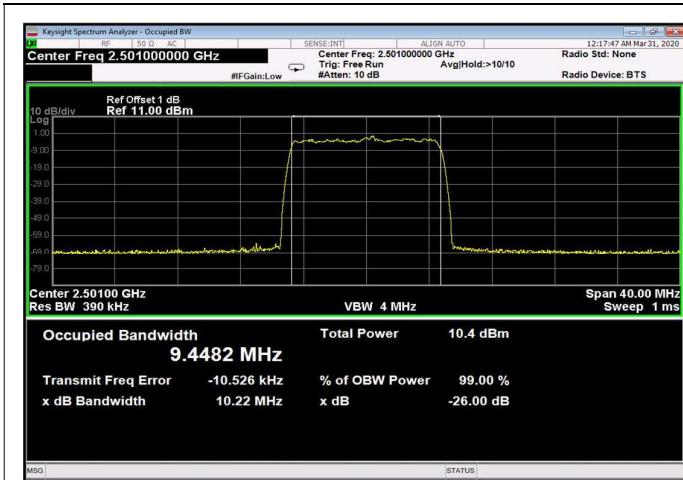 Keysight Spectrum Analyzer - Occupied BW
LXI RF 50 Ω AC SENSE:INT ALIGN AUTO 12:17:47 AM Mar 31, 2020
Center Freq 2.501000000 GHz Center Freq: 2.501000000 GHz Radio Std: None
Trig: Free Run Avg|Hold:>10/10
#IFGain:Low #Atten: 10 dB Radio Device: BTS
Ref Offset 1 dB
10 dB/div Ref 11.00 dBm
Log
1.00
-9.00
-19.0
-29.0
-39.0
-49.0
-59.0
-69.0
-79.0
Center 2.50100 GHz Span 40.00 MHz
Res BW 390 kHz VBW 4 MHz Sweep 1 ms
Occupied Bandwidth Total Power 10.4 dBm
9.4482 MHz
Transmit Freq Error -10.526 kHz % of OBW Power 99.00 %
x dB Bandwidth 10.22 MHz x dB -26.00 dB
MSG STATUS